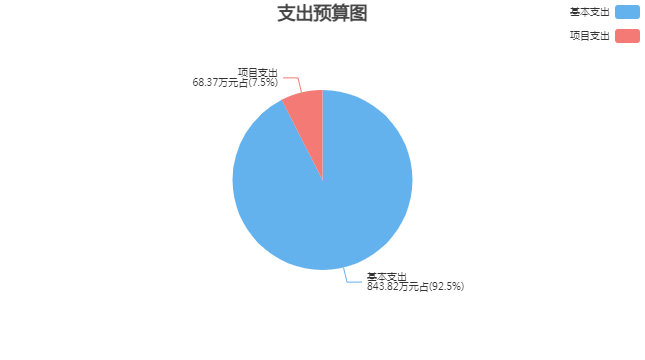 支出预算图
基本支出
项目支出
项目支出
68.37万元占(7.5%)
基本支出
843.82万元占(92.5%)